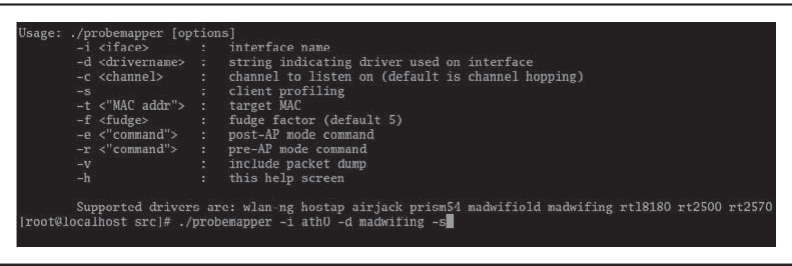 Usage: ./probemapper [options]
-i <iface> : interface name
-d <drivername> : string indicating driver used on interface
-c <channel> : channel to listen on (default is channel hopping)
-s : client profiling
-t <"MAC addr"> : target MAC
-f <fudge> : fudge factor (default 5)
-e <"command"> : post-AP mode command
-r <"command"> : pre-AP mode command
-v : include packet dump
-h : this help screen
Supported drivers are: wlan-ng hostap airjack prism54 madwifiold madwifing rtl8180 rt2500 rt2570
[root@localhost src]# ./probemapper -i ath0 -d madwifing -s